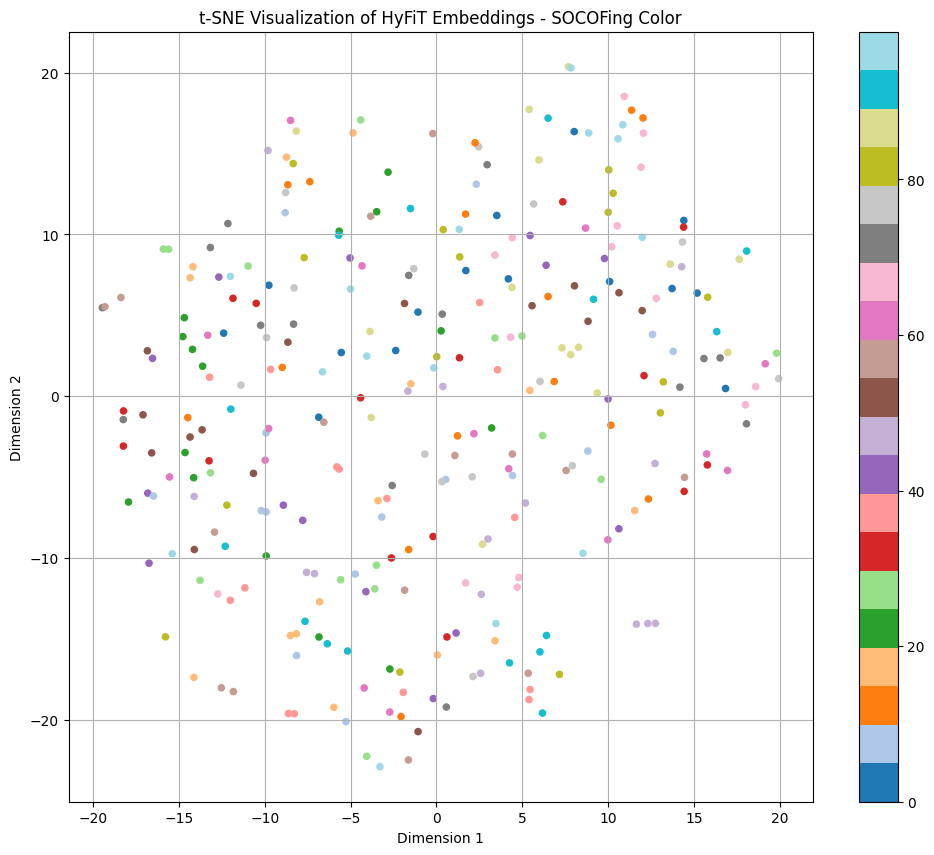 t-SNE Visualization of HyFiT Embeddings - SOCOFing Color
20
10
0
−10
−20
Dimension 2
−20 −15 −10 −5 0 5 10 15 20
Dimension 1
80
60
40
20
0